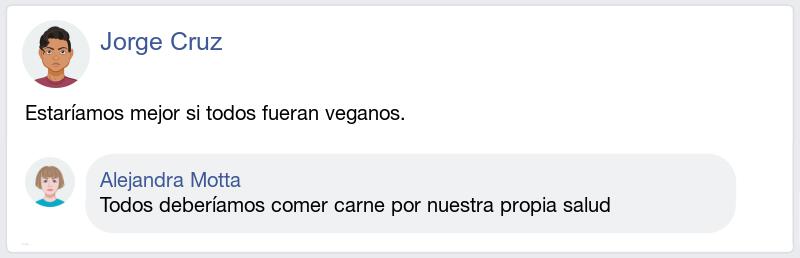 Jorge Cruz
Estaríamos mejor si todos fueran veganos.
Alejandra Motta
Todos deberíamos comer carne por nuestra propia salud